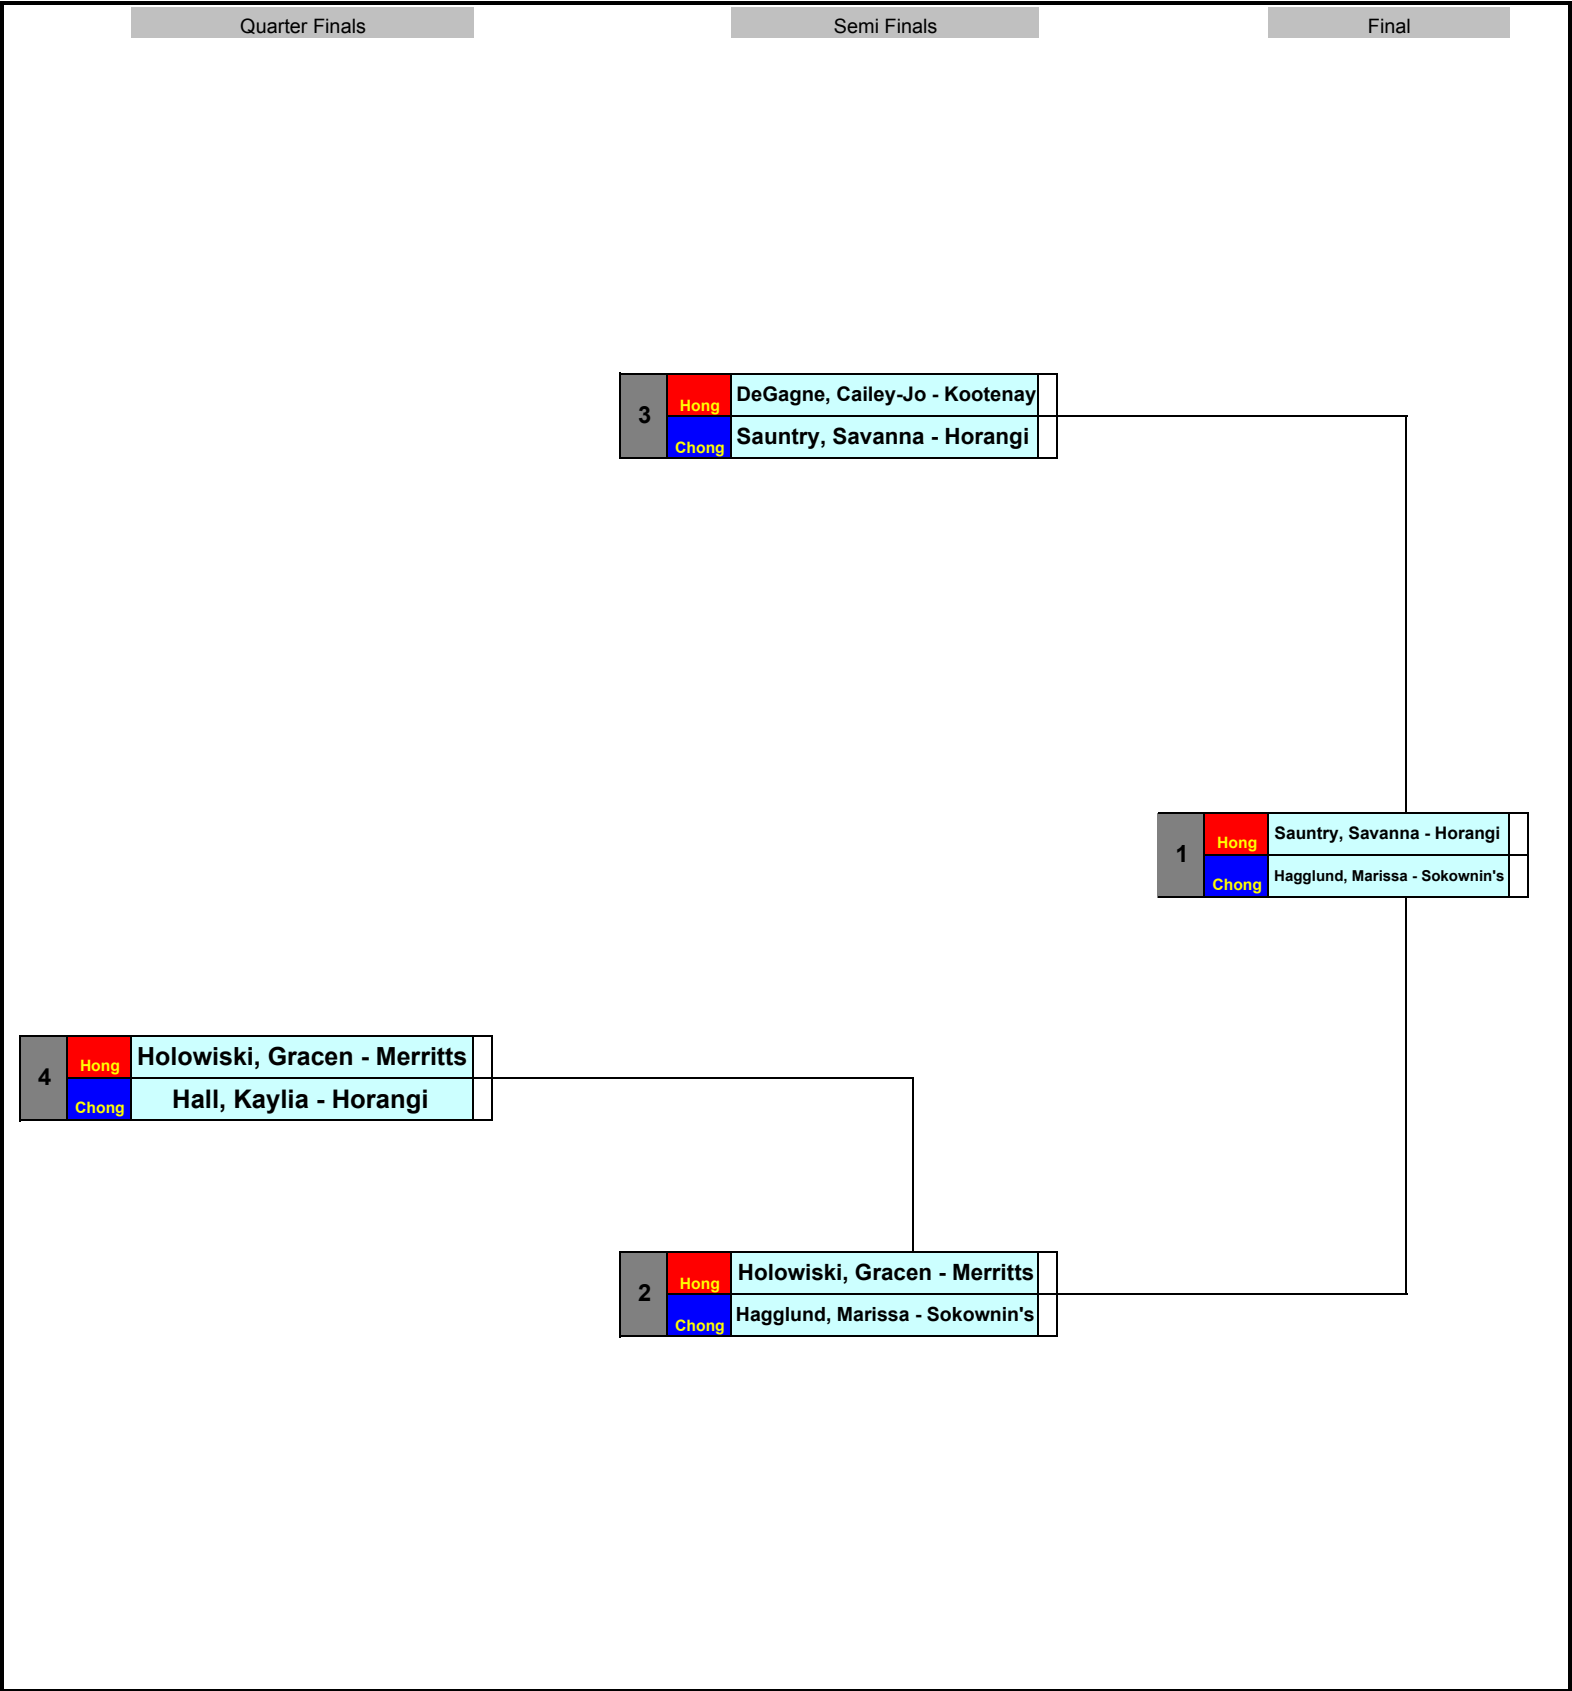 Quarter Finals
Semi Finals
Final
3
Hong
DeGagne, Cailey-Jo - Kootenay
Chong
Sauntry, Savanna - Horangi
1
Hong
Sauntry, Savanna - Horangi
Chong
Hagglund, Marissa - Sokownin's
4
Hong
Holowiski, Gracen - Merritts
Chong
Hall, Kaylia - Horangi
2
Hong
Holowiski, Gracen - Merritts
Chong
Hagglund, Marissa - Sokownin's